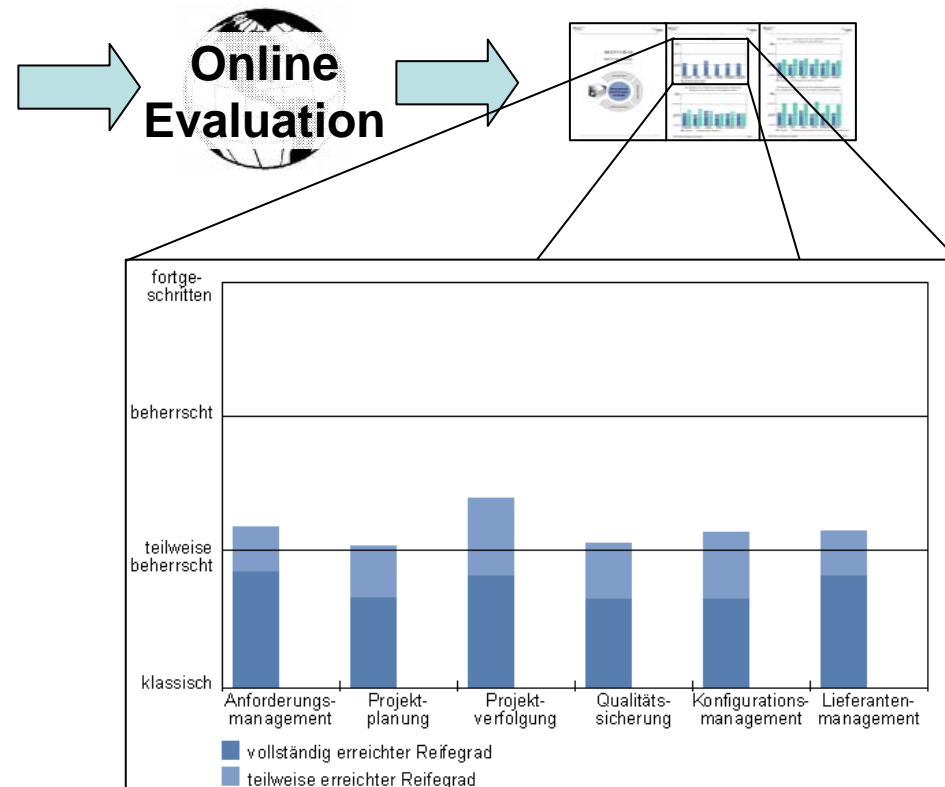 Online
Evaluation
fortge-
schritten
beherrscht
teilweise
beherrscht
klassisch
Anforderungs-
management
Projekt-
planung
Projekt-
verfolgung
Qualitäts-
sicherung
Konfigurations-
management
Lieferanten-
management
vollständig erreichter Reifegrad
teilweise erreichter Reifegrad